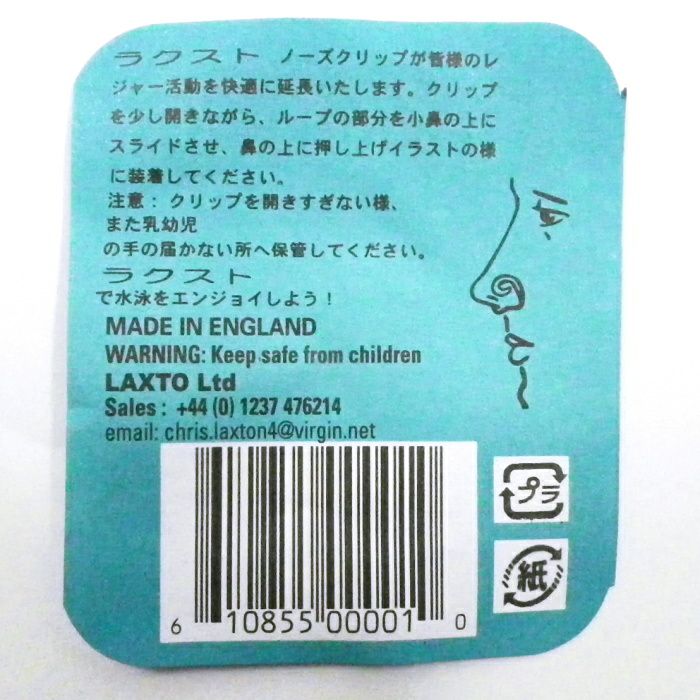 ラクスト ノーズクリップが皆様のレ
ジャー活動を快適に延長いたします。クリップ
を少し開きながら、ループの部分を小鼻の上に
スライドさせ、鼻の上に押し上げイラストの様
に装着してください。
注意：クリップを開きすぎない様、
また乳幼児
の手の届かない所へ保管してください。
ラクスト
で水泳をエンジョイしよう！
MADE IN ENGLAND
WARNING: Keep safe from children
LAXTO Ltd
Sales : +44 (0) 1237 476214
email: chris.laxton4@virgin.net
プラ
紙
6 10855 00001 0